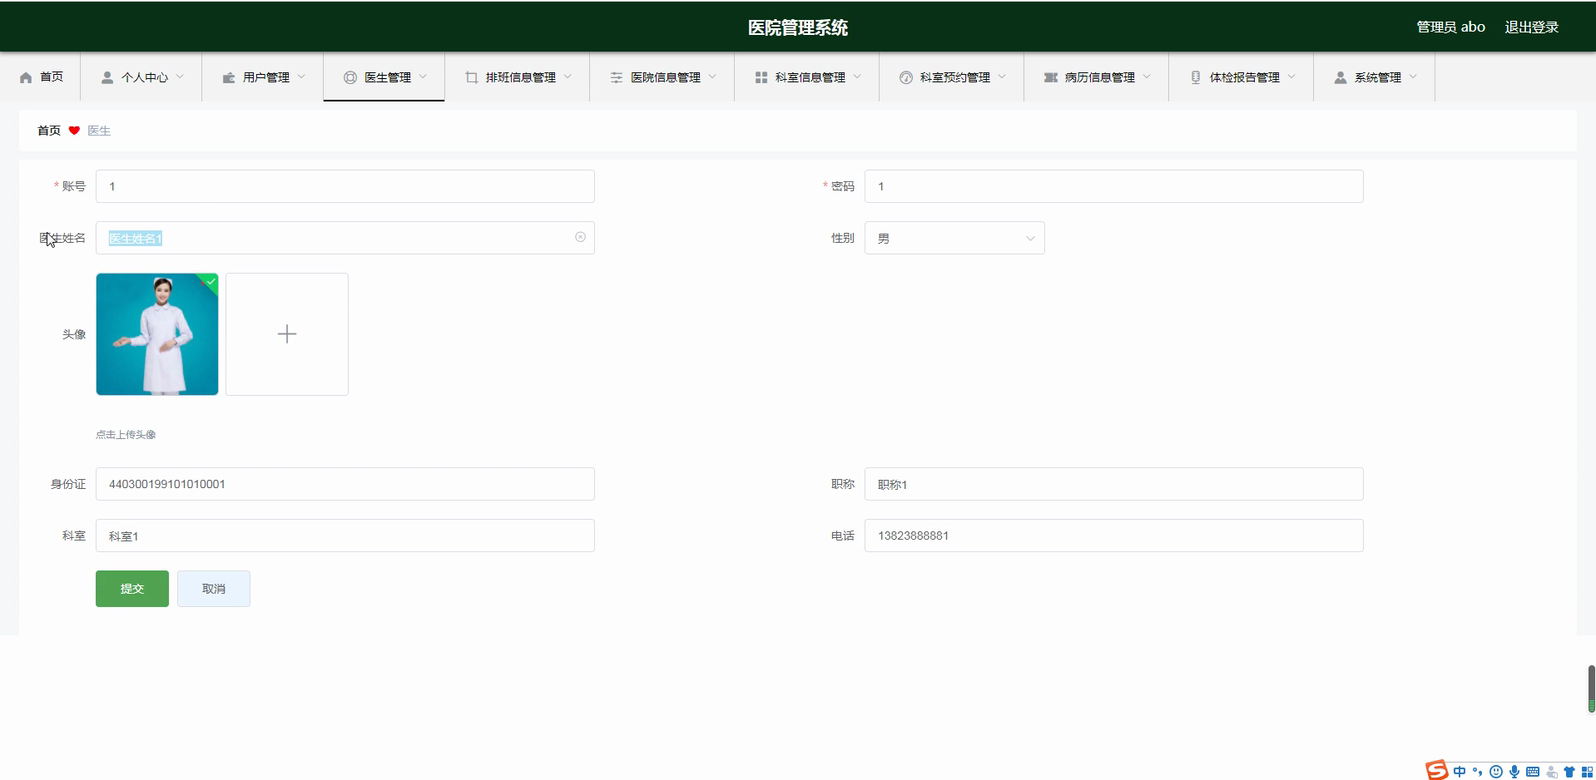 医院管理系统
管理员 abo 退出登录
首页 个人中心 用户管理 医生管理 排班信息管理 医院信息管理 科室信息管理 科室预约管理 病历信息管理 体检报告管理 系统管理
首页 医生
* 账号 1 * 密码 1
医生姓名 医生姓名1 性别 男
头像
点击上传头像
身份证 440300199101010001 职称 职称1
科室 科室1 电话 13823888881
提交 取消
中